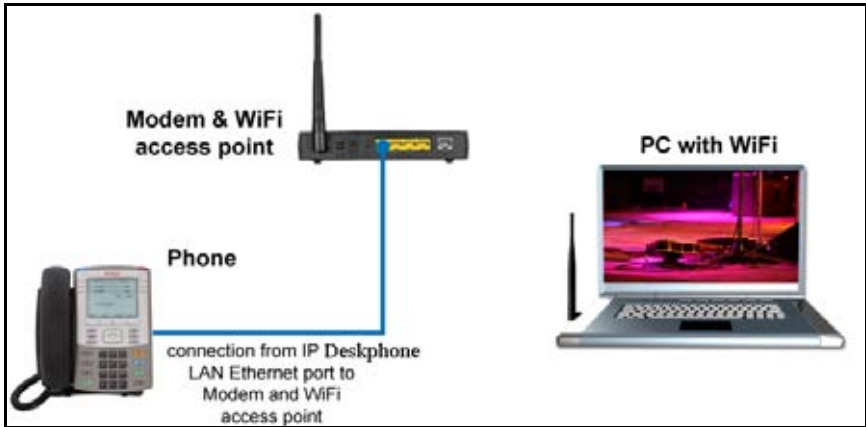 Modem & WiFi
access point
PC with WiFi
Phone
connection from IP Deskphone
LAN Ethernet port to
Modem and WiFi
access point